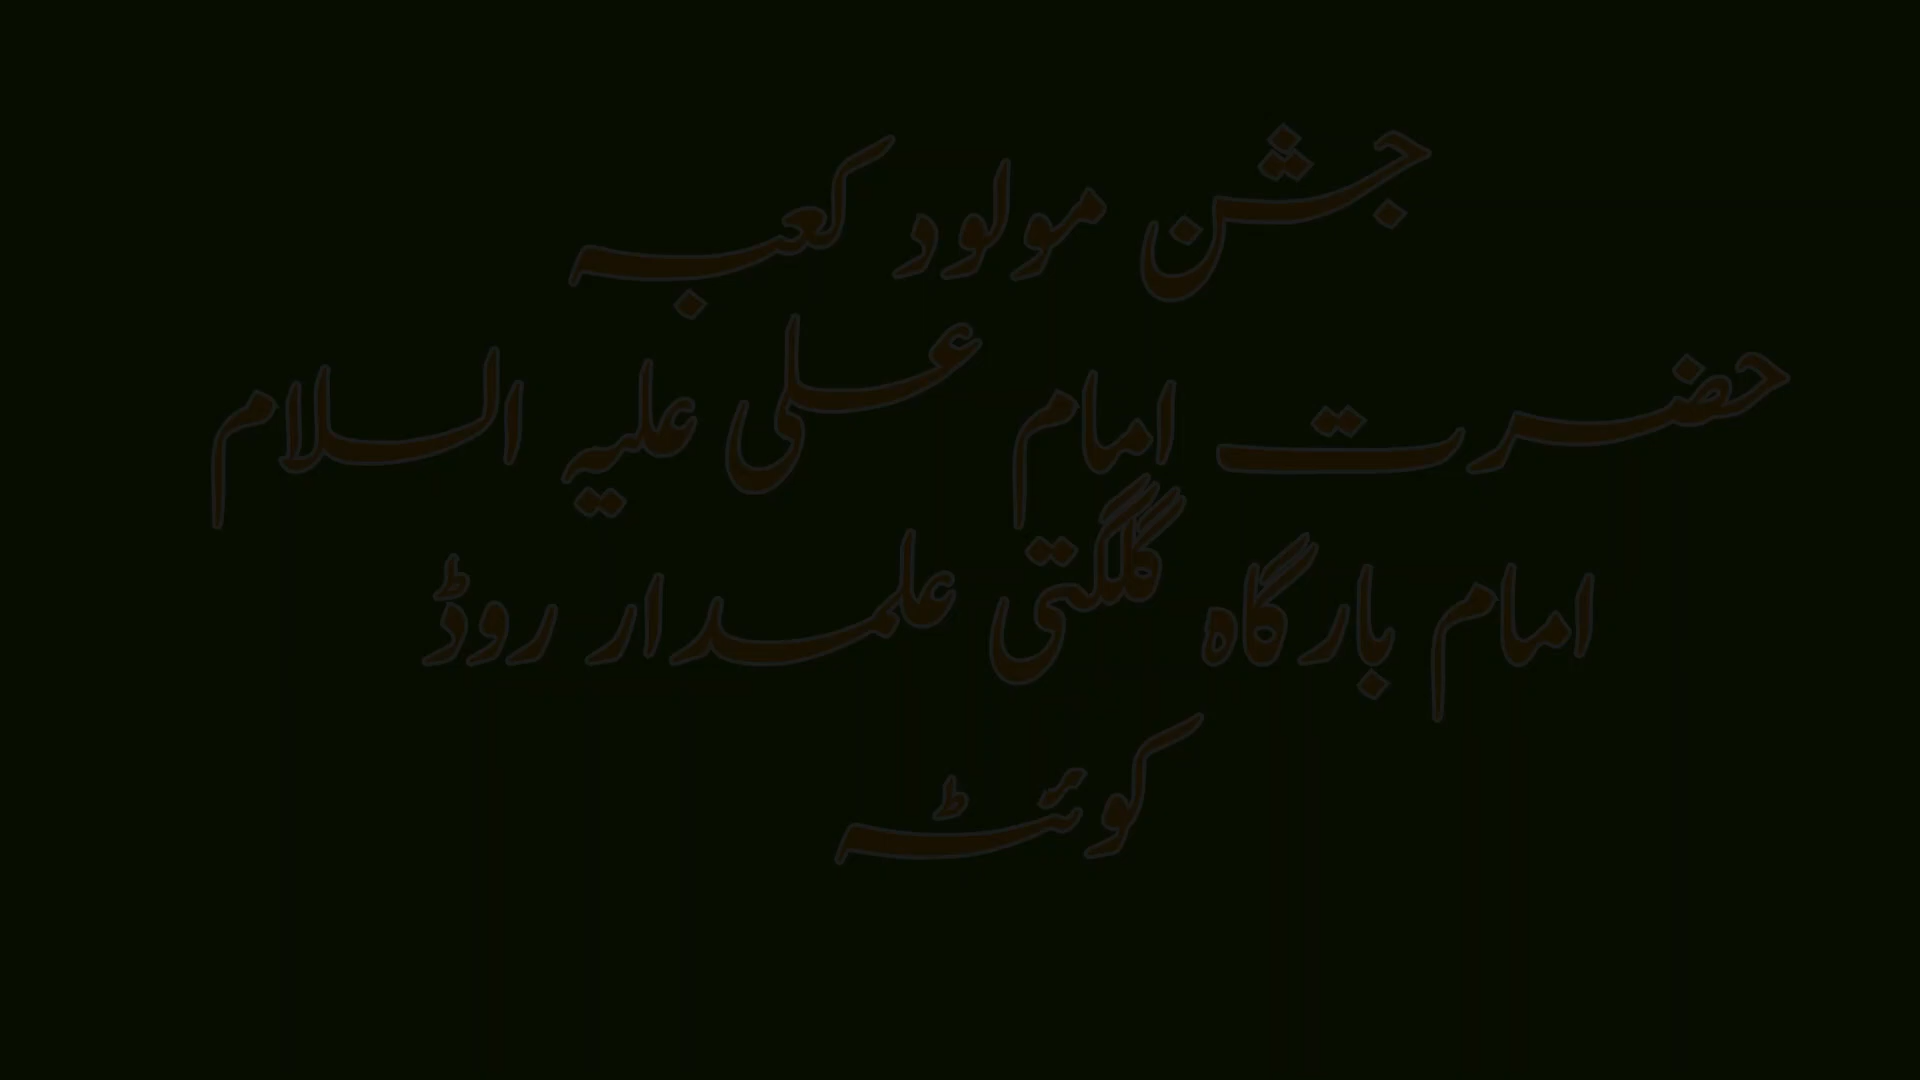 جشن مولود کعبہ
حضرت امام علی علیہ السلام
امام بارگاہ گلگتی علمدار روڈ
کوئٹہ